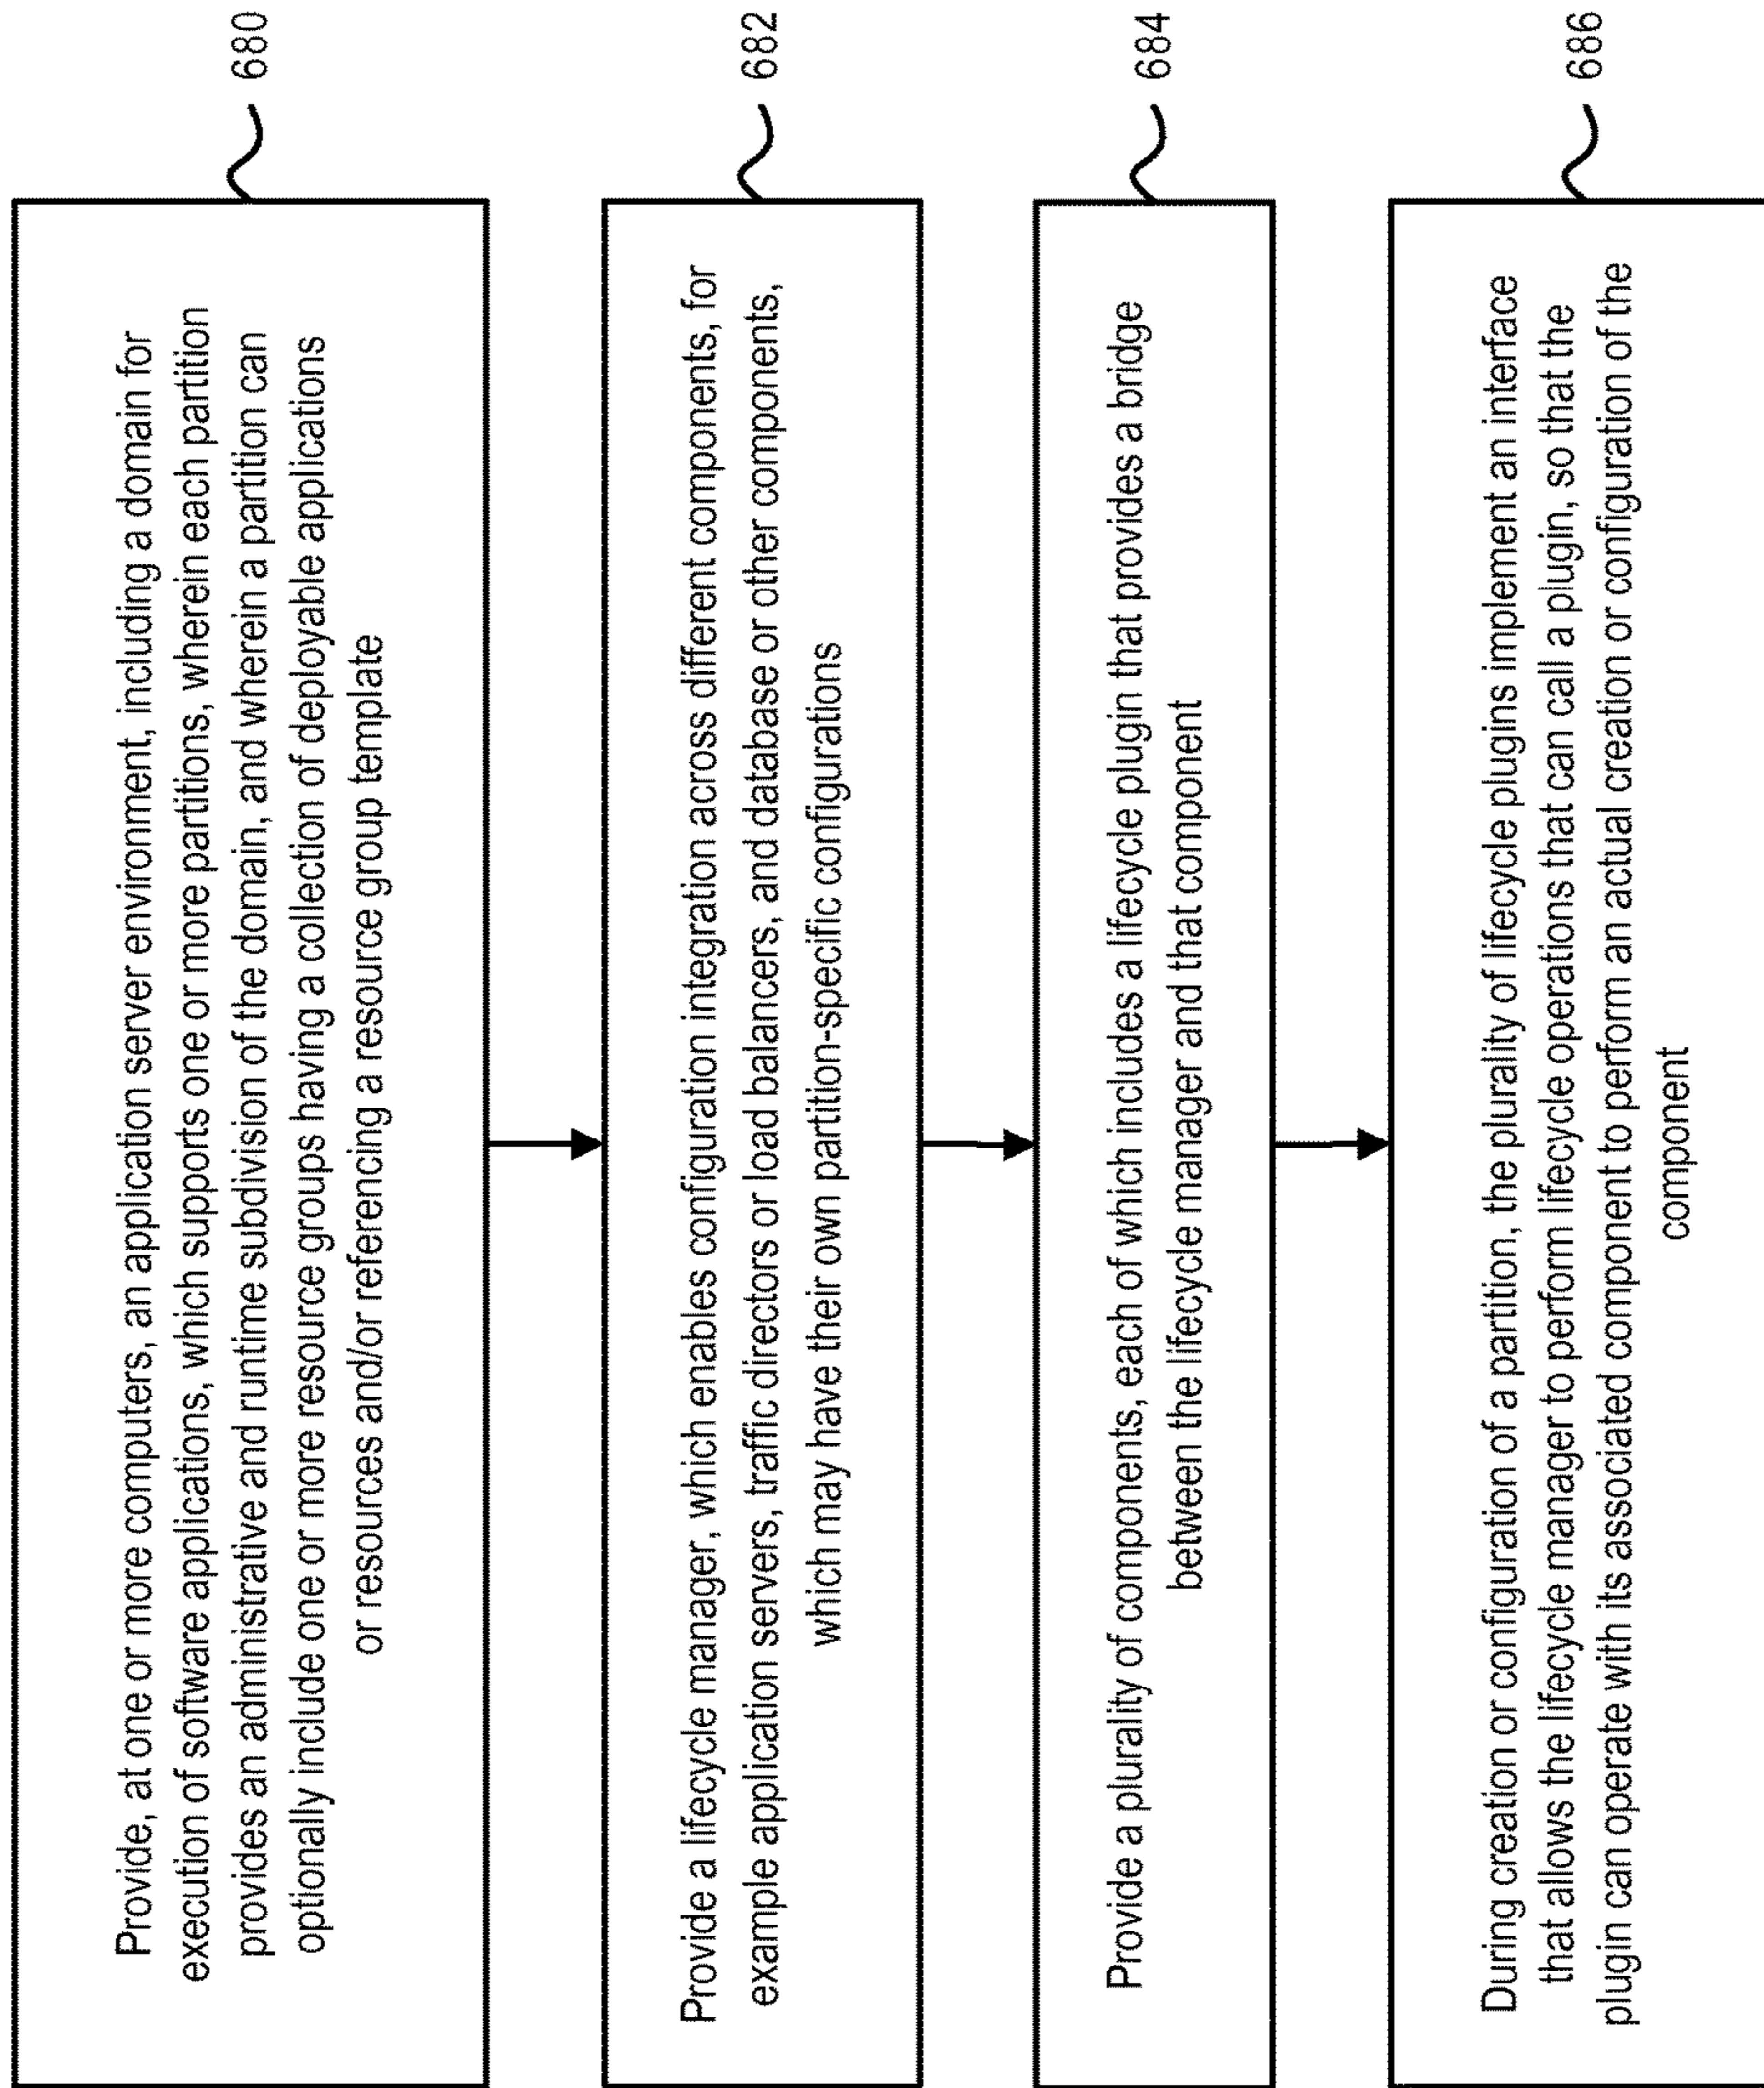 Provide, at one or more computers, an application server environment, including a domain for
execution of software applications, which supports one or more partitions, wherein each partition
provides an administrative and runtime subdivision of the domain, and wherein a partition can
optionally include one or more resource groups having a collection of deployable applications
or resources and/or referencing a resource group template
680
Provide a lifecycle manager, which enables configuration integration across different components, for
example application servers, traffic directors or load balancers, and database or other components,
which may have their own partition-specific configurations
682
Provide a plurality of components, each of which includes a lifecycle plugin that provides a bridge
between the lifecycle manager and that component
684
During creation or configuration of a partition, the plurality of lifecycle plugins implement an interface
that allows the lifecycle manager to perform lifecycle operations that can call a plugin, so that the
plugin can operate with its associated component to perform an actual creation or configuration of the
component
686